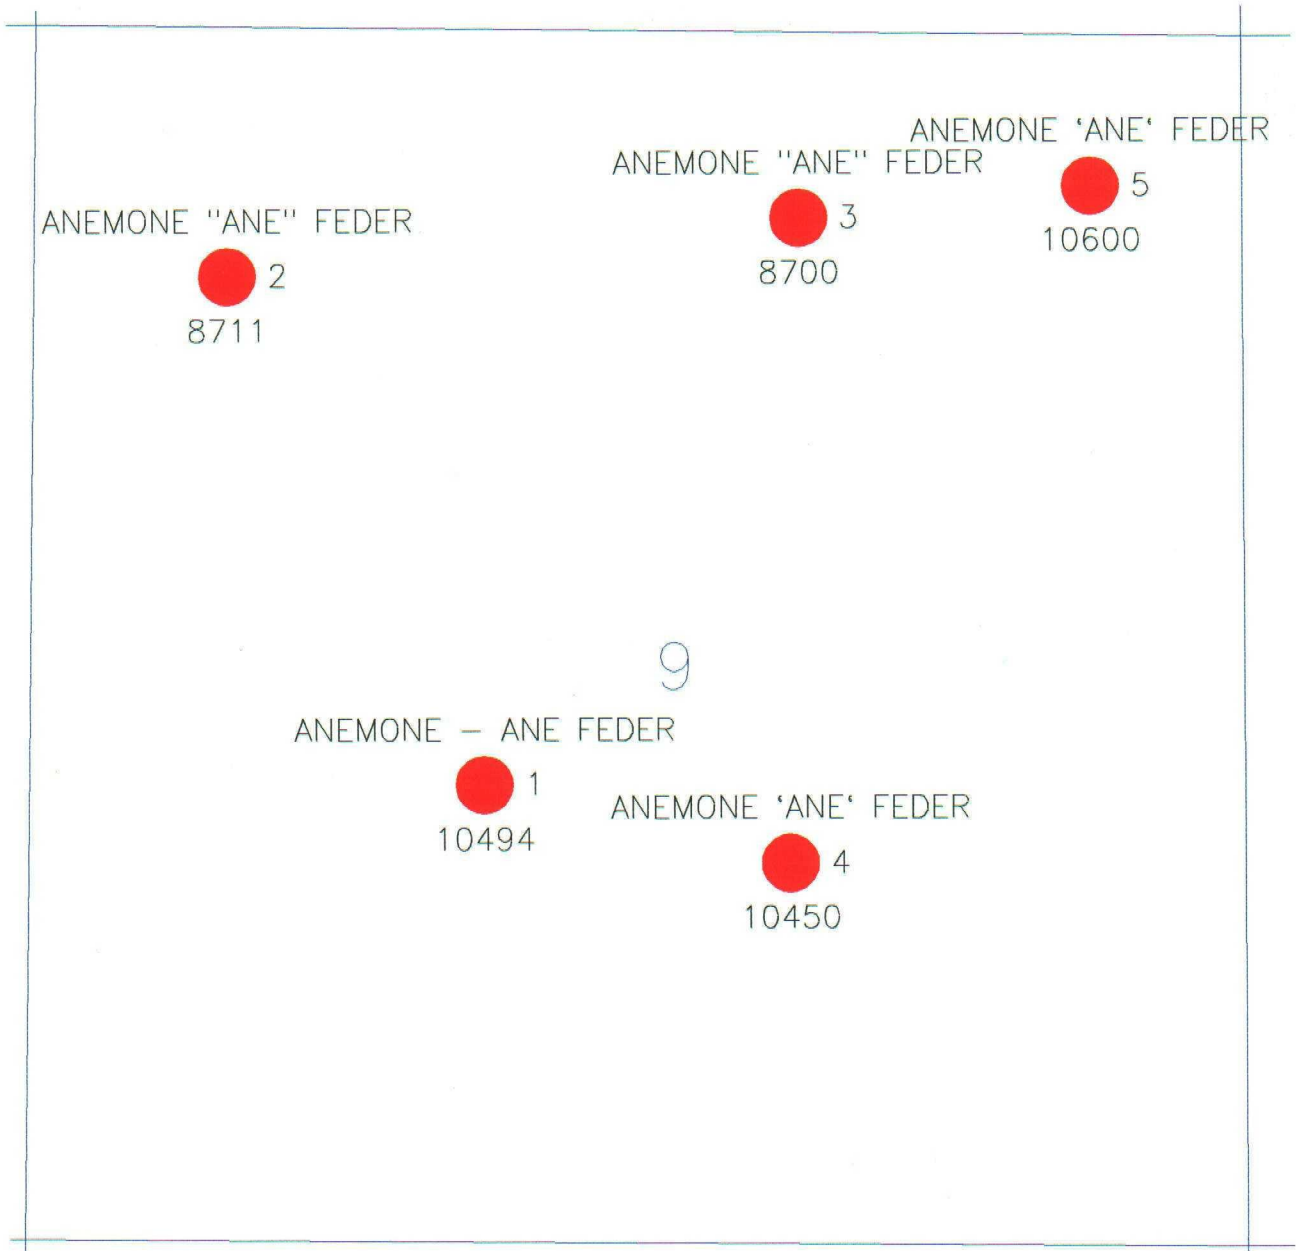 ANEMONE 'ANE' FEDER
5
10600
ANEMONE "ANE" FEDER
3
8700
ANEMONE "ANE" FEDER
2
8711
9
ANEMONE - ANE FEDER
1
10494
ANEMONE 'ANE' FEDER
4
10450